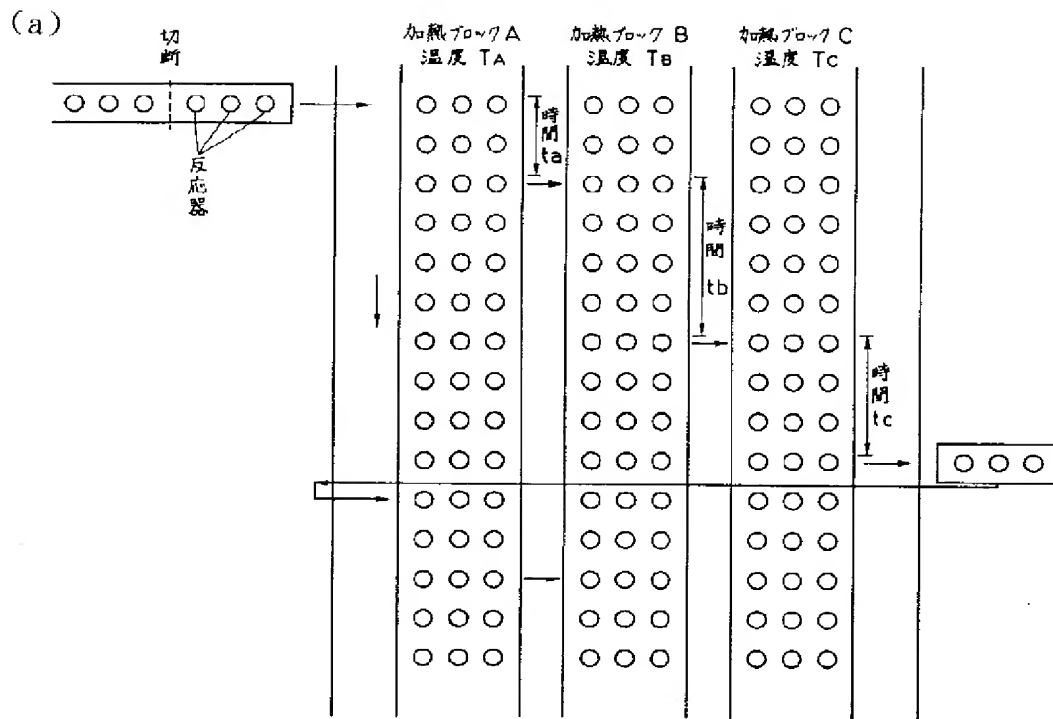 (a)
切断
反応器
加熱ブロックA
温度 TA
加熱ブロック B
温度 TB
加熱ブロック C
温度 Tc
時間 ta
時間 tb
時間 tc